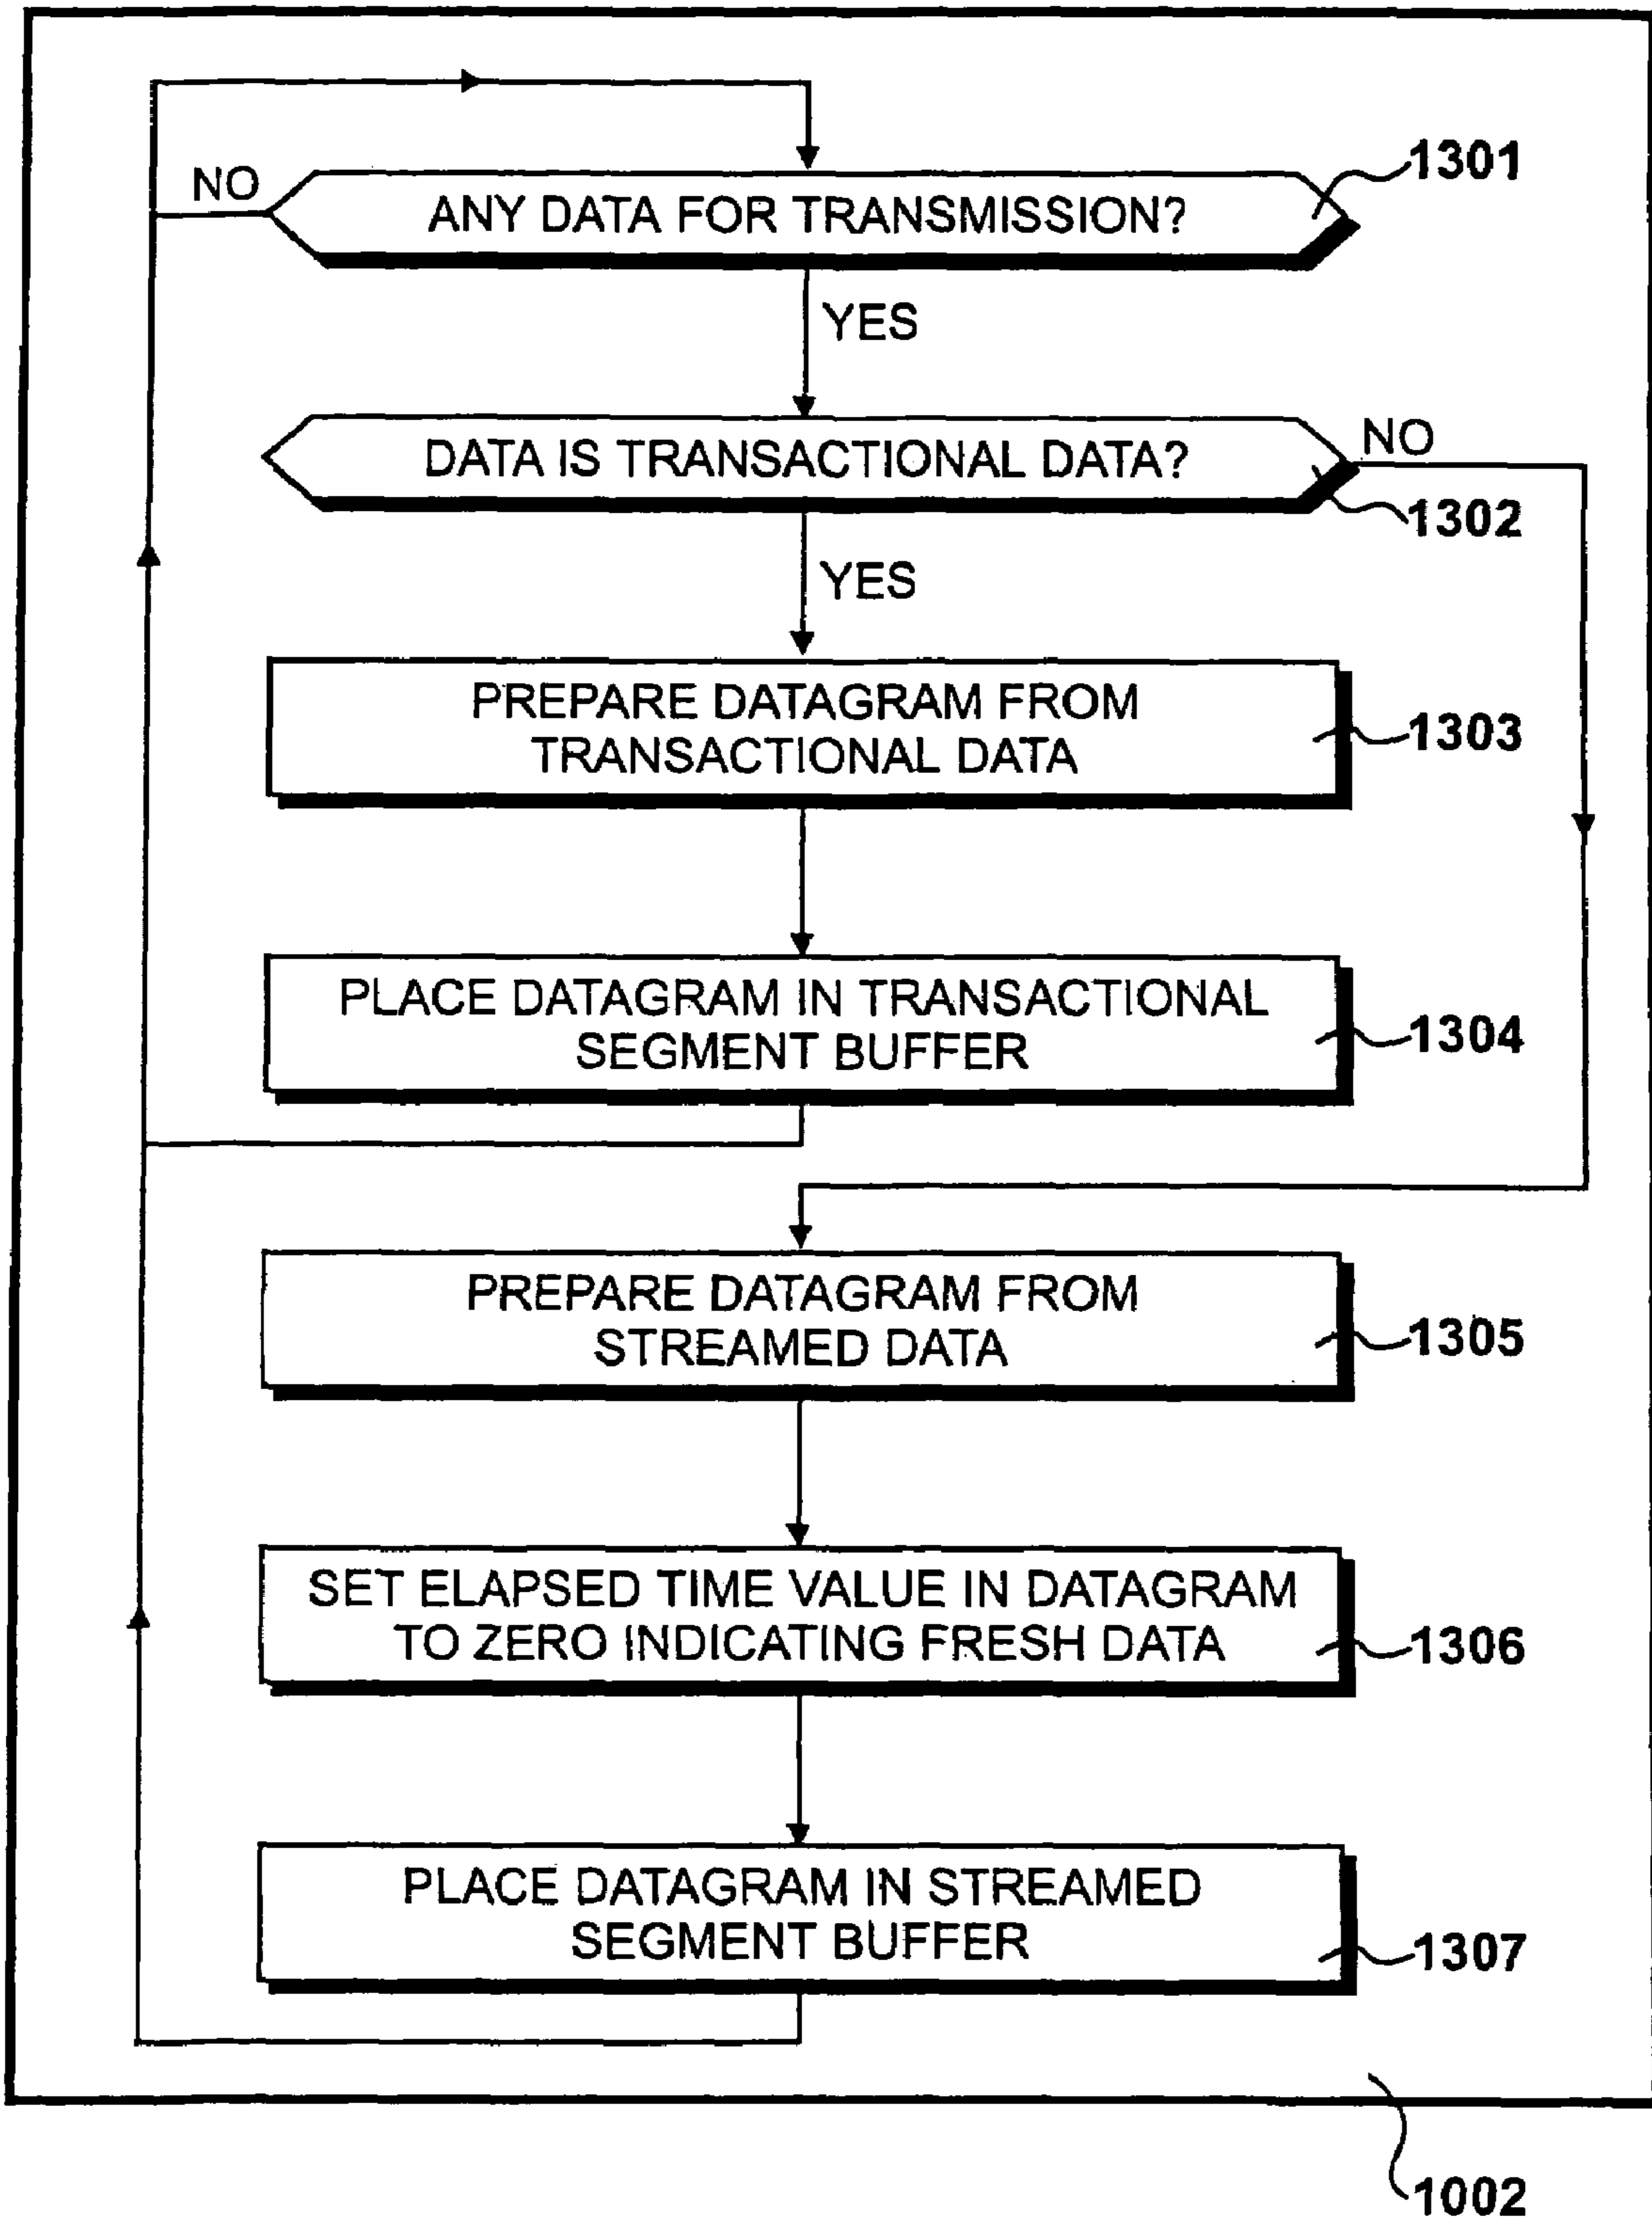 1301
NO
ANY DATA FOR TRANSMISSION?
YES
NO
DATA IS TRANSACTIONAL DATA?
1302
YES
PREPARE DATAGRAM FROM
TRANSACTIONAL DATA
1303
PLACE DATAGRAM IN TRANSACTIONAL
SEGMENT BUFFER
1304
PREPARE DATAGRAM FROM
STREAMED DATA
1305
SET ELAPSED TIME VALUE IN DATAGRAM
TO ZERO INDICATING FRESH DATA
1306
PLACE DATAGRAM IN STREAMED
SEGMENT BUFFER
1307
1002